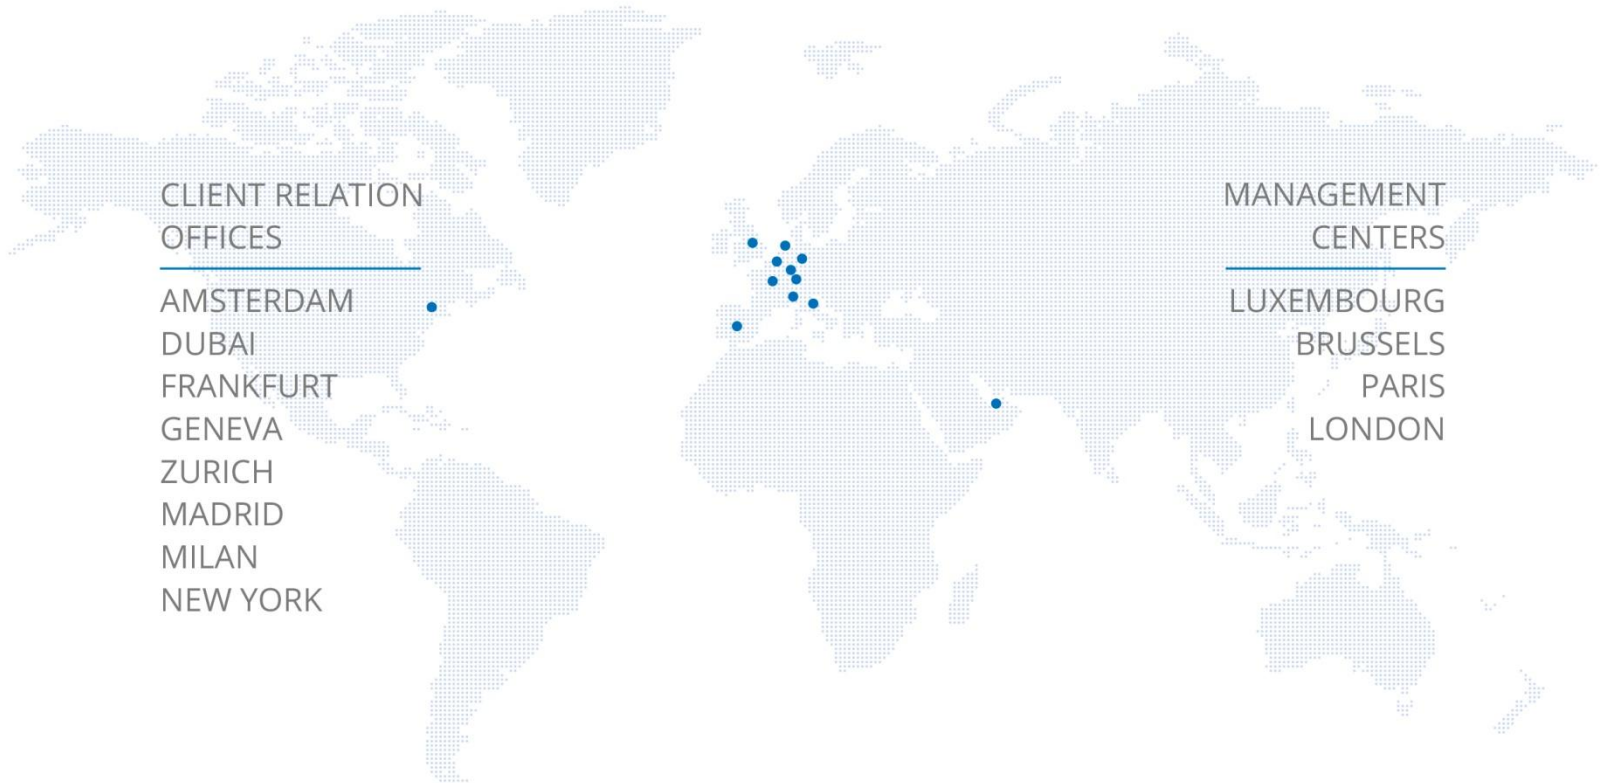 CLIENT RELATION
OFFICES
AMSTERDAM
DUBAI
FRANKFURT
GENEVA
ZURICH
MADRID
MILAN
NEW YORK
MANAGEMENT
CENTERS
LUXEMBOURG
BRUSSELS
PARIS
LONDON